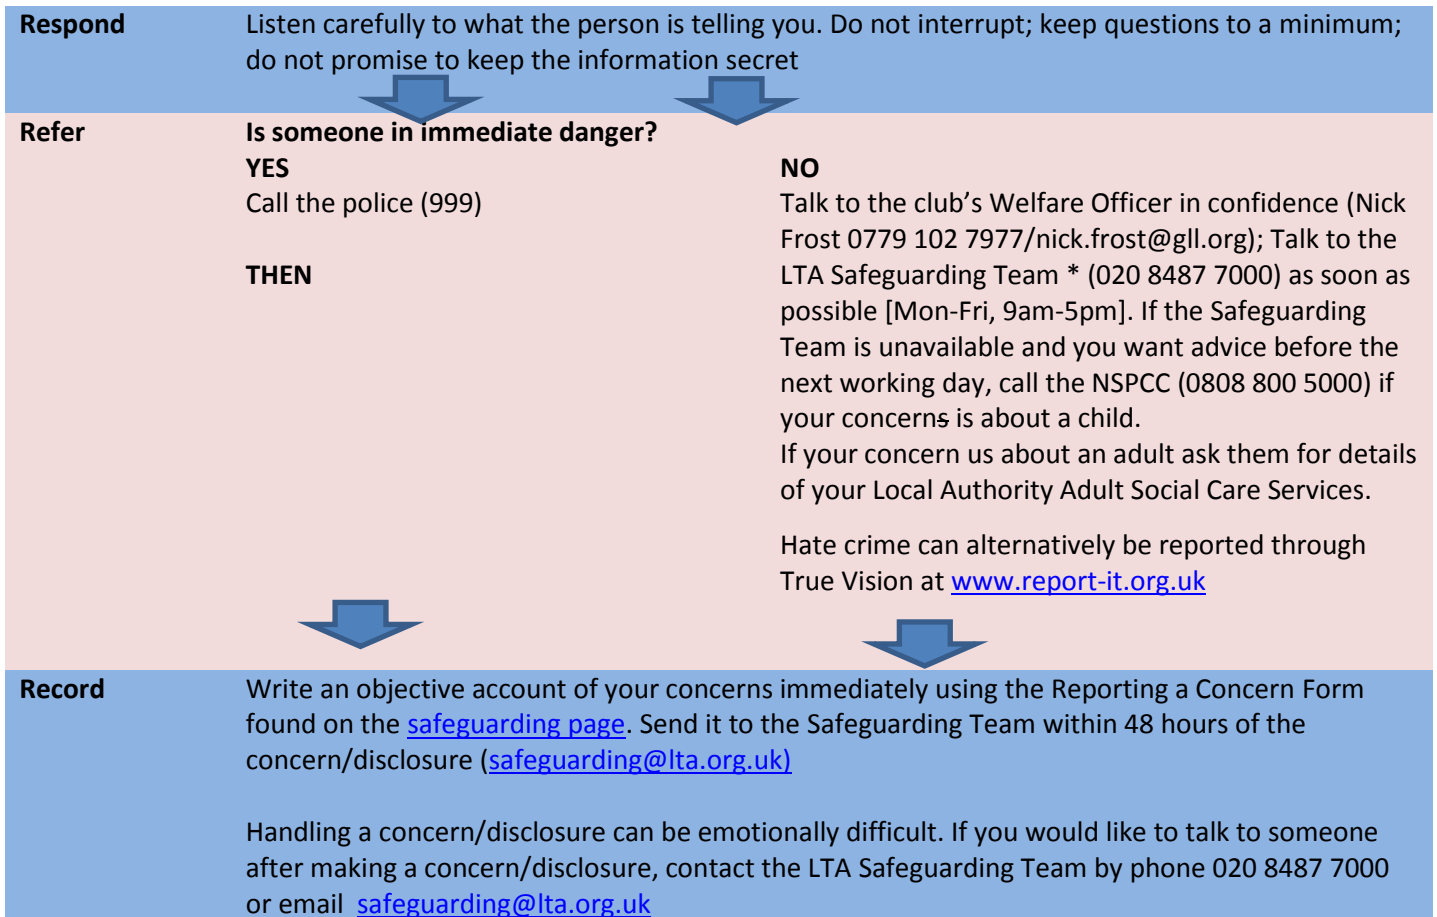 Respond
Listen carefully to what the person is telling you. Do not interrupt; keep questions to a minimum;
do not promise to keep the information secret
Refer
Is someone in immediate danger?
YES
Call the police (999)
THEN
NO
Talk to the club’s Welfare Officer in confidence (Nick
Frost 0779 102 7977/nick.frost@gll.org); Talk to the
LTA Safeguarding Team * (020 8487 7000) as soon as
possible [Mon-Fri, 9am-5pm]. If the Safeguarding
Team is unavailable and you want advice before the
next working day, call the NSPCC (0808 800 5000) if
your concerns is about a child.
If your concern us about an adult ask them for details
of your Local Authority Adult Social Care Services.
Hate crime can alternatively be reported through
True Vision at www.report-it.org.uk
Record
Write an objective account of your concerns immediately using the Reporting a Concern Form
found on the safeguarding page. Send it to the Safeguarding Team within 48 hours of the
concern/disclosure (safeguarding@lta.org.uk)
Handling a concern/disclosure can be emotionally difficult. If you would like to talk to someone
after making a concern/disclosure, contact the LTA Safeguarding Team by phone 020 8487 7000
or email safeguarding@lta.org.uk